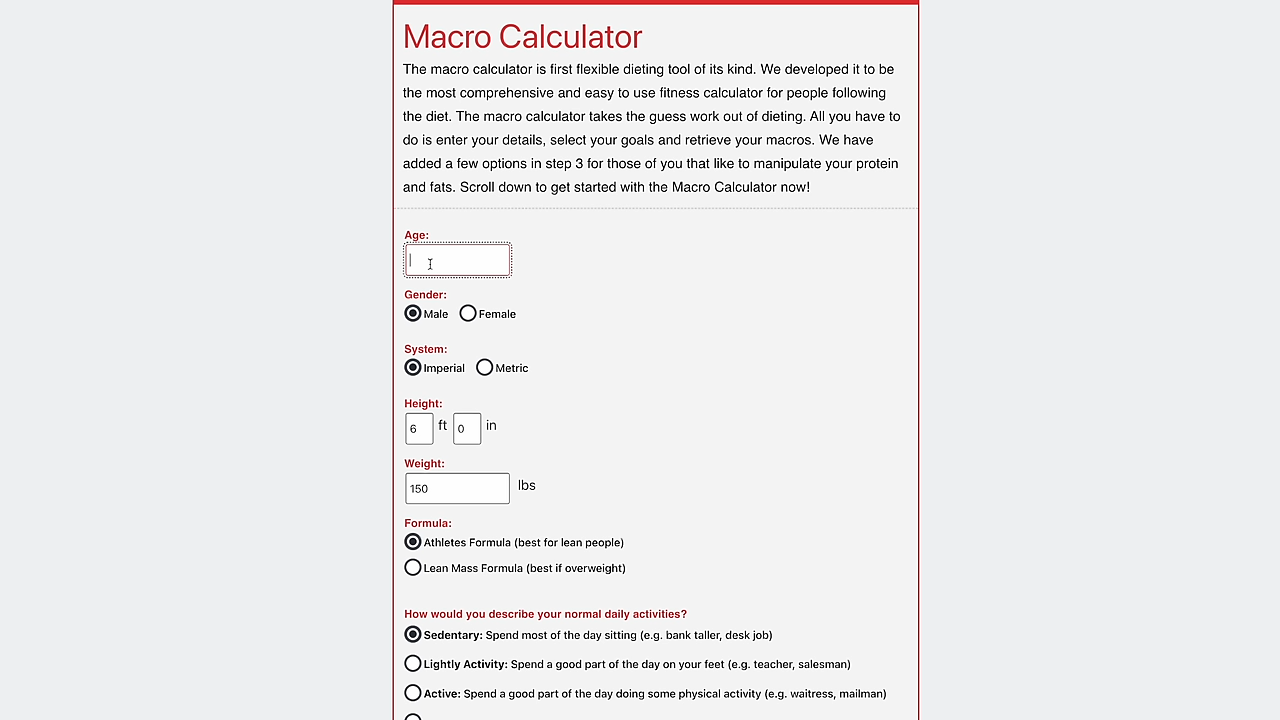 Macro Calculator
The macro calculator is first flexible dieting tool of its kind. We developed it to be
the most comprehensive and easy to use fitness calculator for people following
the diet. The macro calculator takes the guess work out of dieting. All you have to
do is enter your details, select your goals and retrieve your macros. We have
added a few options in step 3 for those of you that like to manipulate your protein
and fats. Scroll down to get started with the Macro Calculator now!
Age:
Gender:
Male Female
System:
Imperial Metric
Height:
6 ft 0 in
Weight:
150 lbs
Formula:
Athletes Formula (best for lean people)
Lean Mass Formula (best if overweight)
How would you describe your normal daily activities?
Sedentary: Spend most of the day sitting (e.g. bank taller, desk job)
Lightly Activity: Spend a good part of the day on your feet (e.g. teacher, salesman)
Active: Spend a good part of the day doing some physical activity (e.g. waitress, mailman)